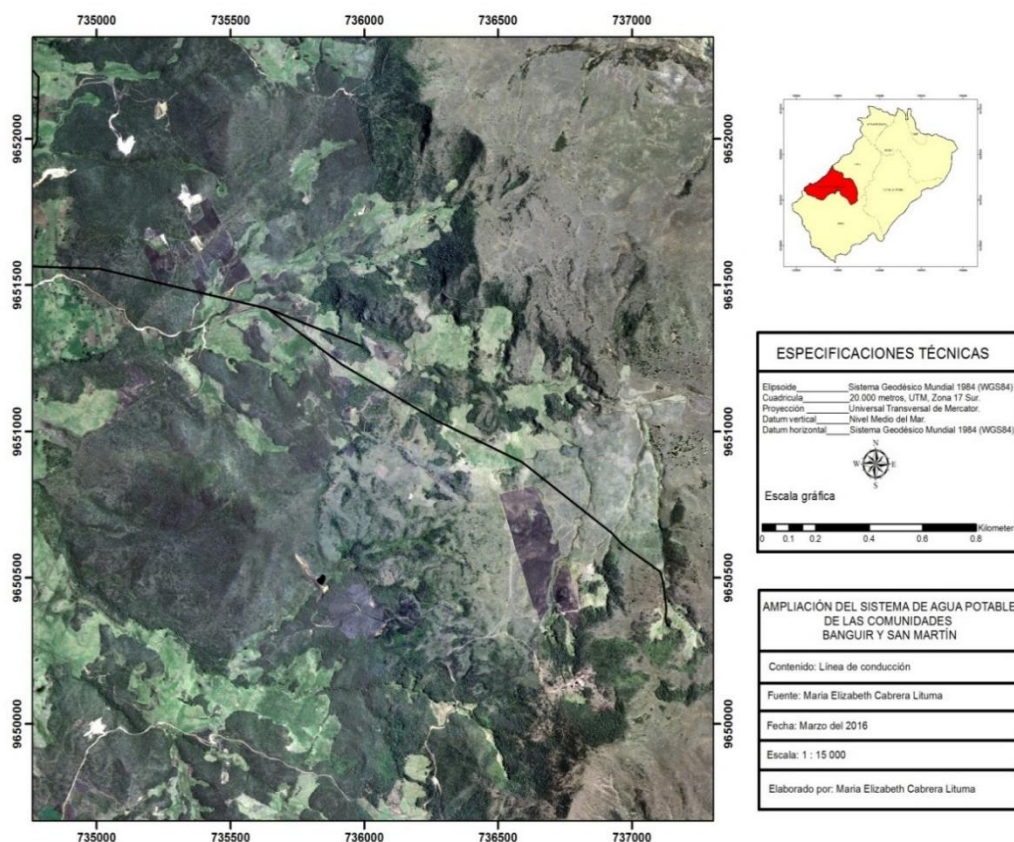 735000 735500 736000 736500 737000
9652000 9652000
9651500 9651500
9651000 9651000
9650500 9650500
9650000 9650000
735000 735500 736000 736500 737000
ESPECIFICACIONES TÉCNICAS
Elipsoide Sistema Geodésico Mundial 1984 (WGS84)
Cuadricula 20.000 metros, UTM, Zona 17 Sur.
Proyección Universal Transversal de Mercator.
Datum vertical Nivel Medio del Mar.
Datum horizontal Sistema Geodésico Mundial 1984 (WGS84)
N
W E
S
Escala gráfica
Kilometer
0 0.1 0.2 0.4 0.6 0.8
AMPLIACIÓN DEL SISTEMA DE AGUA POTABLE
DE LAS COMUNIDADES
BANGUIR Y SAN MARTÍN
Contenido: Línea de conducción
Fuente: Maria Elizabeth Cabrera Lituma
Fecha: Marzo del 2016
Escala: 1 : 15 000
Elaborado por: Maria Elizabeth Cabrera Lituma